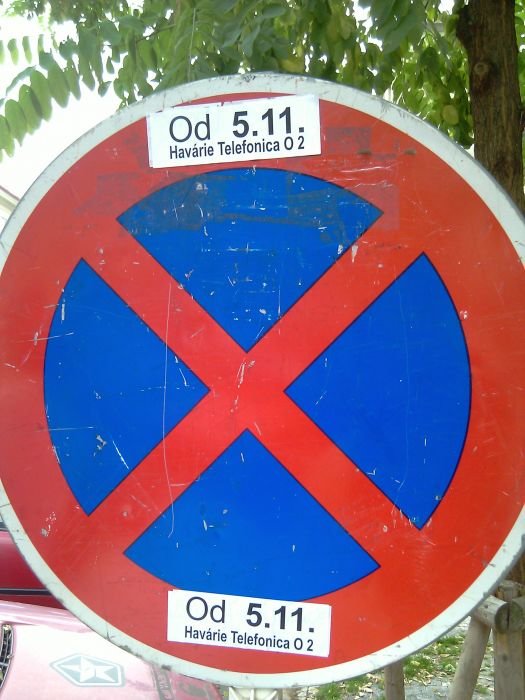 Od 5.11.
Havárie Telefonica O 2
Od 5.11.
Havárie Telefonica O 2